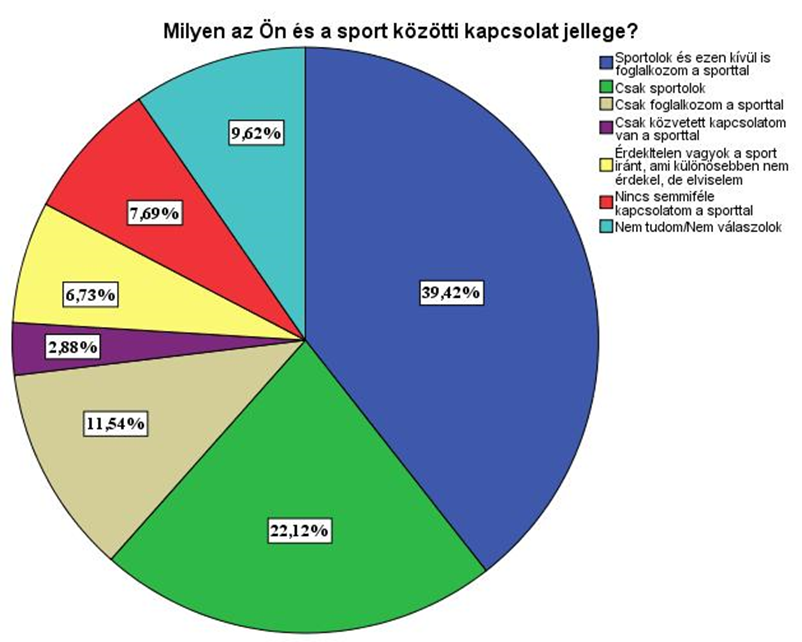 Milyen az Ön és a sport közötti kapcsolat jellege?
Sportolok és ezen kívül is
foglalkozom a sporttal
Csak sportolok
Csak foglalkozom a sporttal
Csak közvetett kapcsolatom
van a sporttal
Érdekltelen vagyok a sport
iránt, ami különösebben nem
érdekel, de elviselem
Nincs semmiféle
kapcsolatom a sporttal
Nem tudom/Nem válaszolok
9,62%
7,69%
39,42%
6,73%
2,88%
11,54%
22,12%